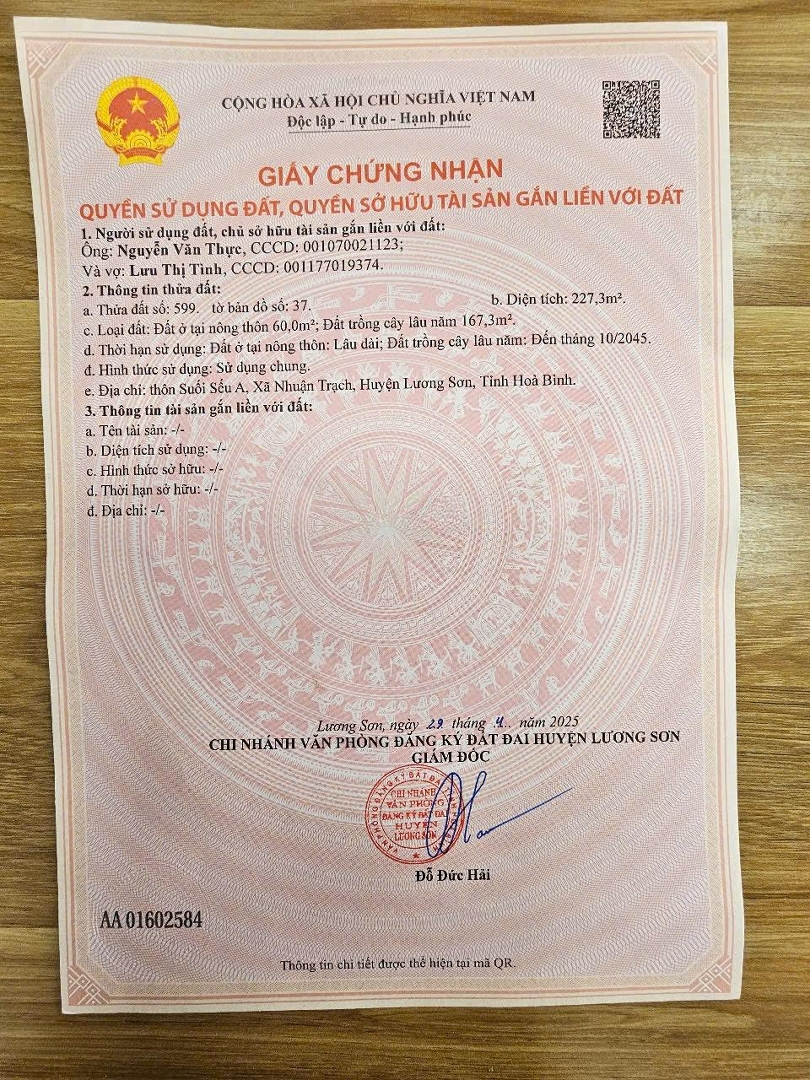 CỘNG HÒA XÃ HỘI CHỦ NGHĨA VIỆT NAM
Độc lập - Tự do - Hạnh phúc
GIẤY CHỨNG NHẬN
QUYỀN SỬ DỤNG ĐẤT, QUYỀN SỞ HỮU TÀI SẢN GẮN LIỀN VỚI ĐẤT
1. Người sử dụng đất, chủ sở hữu tài sản gắn liền với đất:
Ông: Nguyễn Văn Thực, CCCD: 001070021123;
Và vợ: Lưu Thị Tình, CCCD: 001177019374.
2. Thông tin thửa đất:
a. Thửa đất số: 599. tờ bản đồ số: 37. b. Diện tích: 227,3m².
c. Loại đất: Đất ở tại nông thôn 60,0m²; Đất trồng cây lâu năm 167,3m².
d. Thời hạn sử dụng: Đất ở tại nông thôn: Lâu dài; Đất trồng cây lâu năm: Đến tháng 10/2045.
đ. Hình thức sử dụng: Sử dụng chung.
e. Địa chỉ: thôn Suối Sếu A, Xã Nhuận Trạch, Huyện Lương Sơn, Tỉnh Hoà Bình.
3. Thông tin tài sản gắn liền với đất:
a. Tên tài sản: -/-
b. Diện tích sử dụng: -/-
c. Hình thức sở hữu: -/-
d. Thời hạn sở hữu: -/-
đ. Địa chỉ: -/-
Lương Sơn, ngày 29 tháng 4.. năm 2025
CHI NHÁNH VĂN PHÒNG ĐĂNG KÝ ĐẤT ĐAI HUYỆN LƯƠNG SƠN
GIÁM ĐỐC
CHI NHÁNH
VĂN PHÒNG
ĐĂNG KÝ ĐẤT ĐAI
HUYỆN
LƯƠNG SƠN
Đỗ Đức Hải
AA 01602584
Thông tin chi tiết được thể hiện tại mã QR.